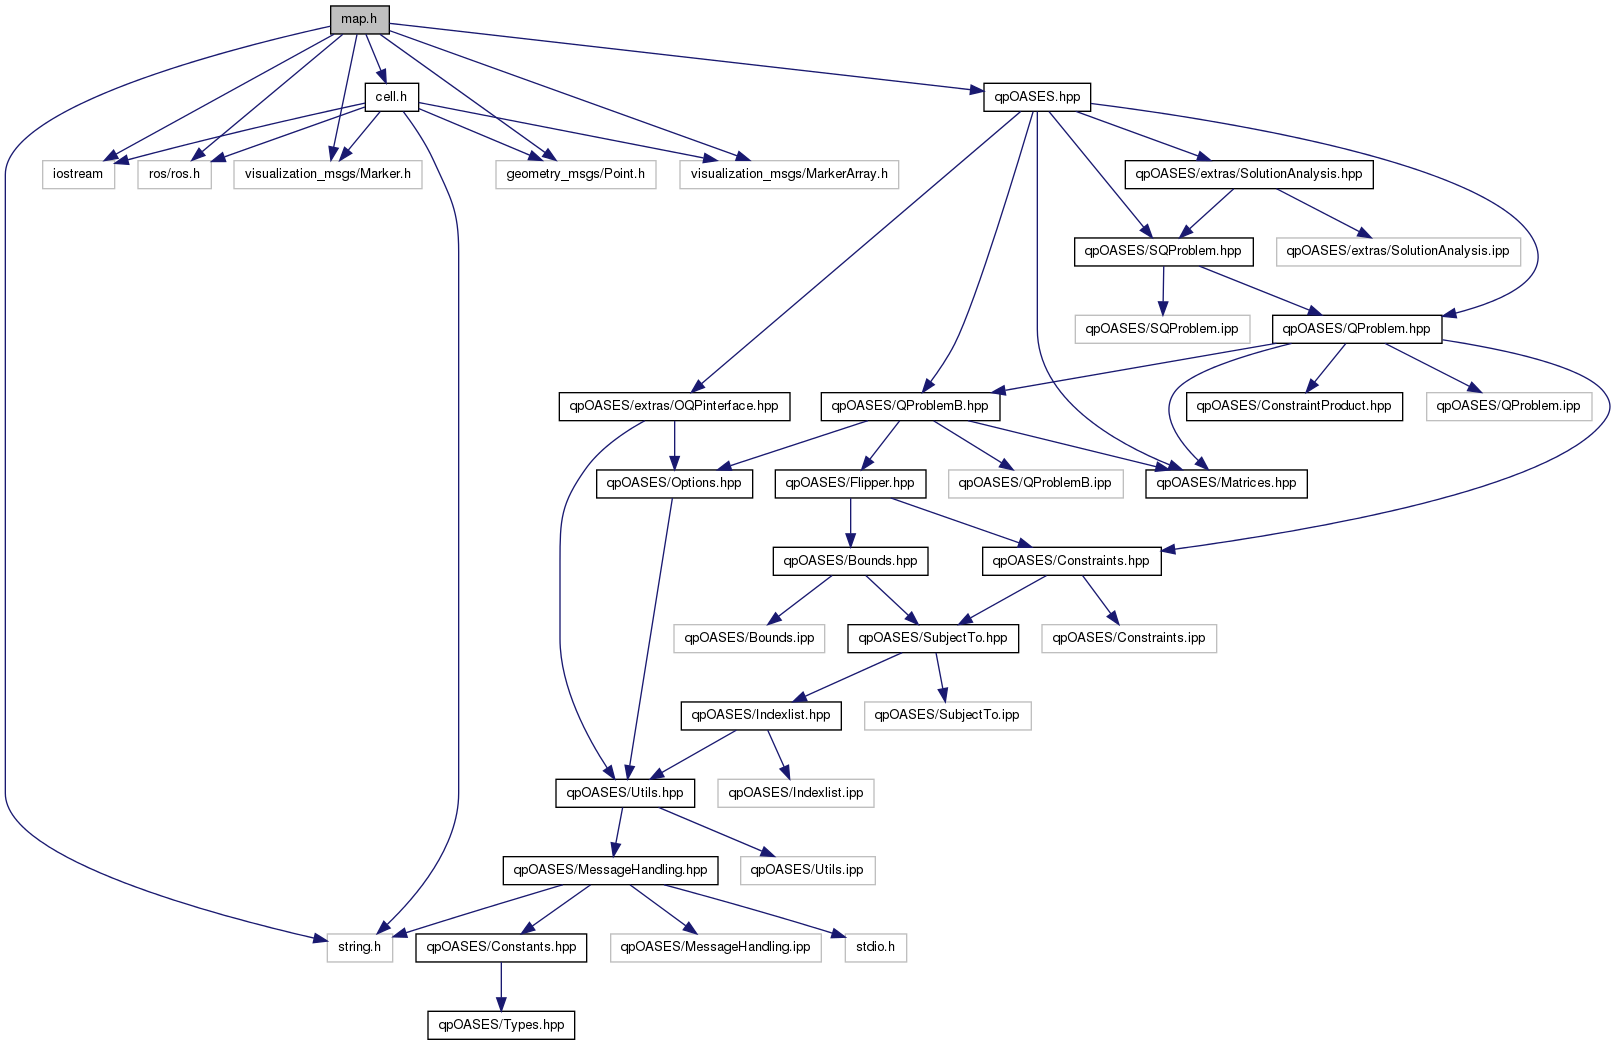 map.h
cell.h
qpOASES.hpp
iostream
ros/ros.h
visualization_msgs/Marker.h
geometry_msgs/Point.h
visualization_msgs/MarkerArray.h
qpOASES/extras/SolutionAnalysis.hpp
qpOASES/SQProblem.hpp
qpOASES/extras/SolutionAnalysis.ipp
qpOASES/SQProblem.ipp
qpOASES/QProblem.hpp
qpOASES/extras/OQPinterface.hpp
qpOASES/QProblemB.hpp
qpOASES/ConstraintProduct.hpp
qpOASES/QProblem.ipp
qpOASES/Options.hpp
qpOASES/Flipper.hpp
qpOASES/QProblemB.ipp
qpOASES/Matrices.hpp
qpOASES/Bounds.hpp
qpOASES/Constraints.hpp
qpOASES/Bounds.ipp
qpOASES/SubjectTo.hpp
qpOASES/Constraints.ipp
qpOASES/Indexlist.hpp
qpOASES/SubjectTo.ipp
qpOASES/Utils.hpp
qpOASES/Indexlist.ipp
qpOASES/MessageHandling.hpp
qpOASES/Utils.ipp
string.h
qpOASES/Constants.hpp
qpOASES/MessageHandling.ipp
stdio.h
qpOASES/Types.hpp